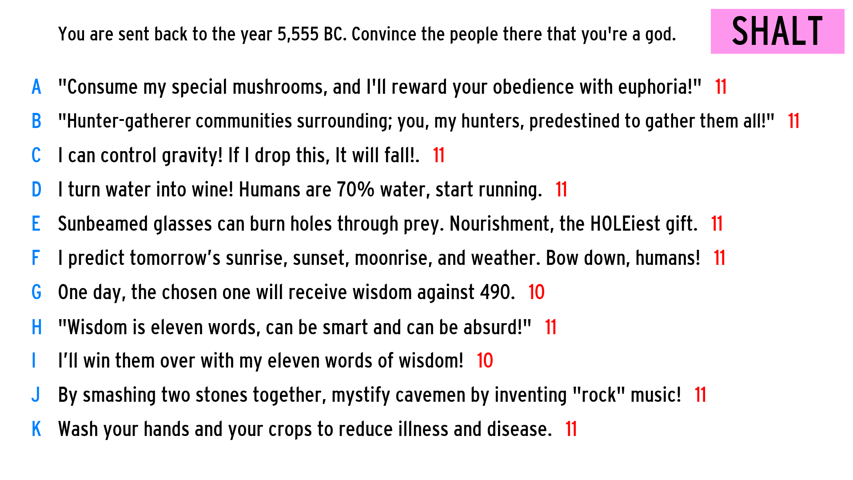 You are sent back to the year 5,555 BC. Convince the people there that you're a god.
SHALT
A "Consume my special mushrooms, and I'll reward your obedience with euphoria!" 11
B "Hunter-gatherer communities surrounding; you, my hunters, predestined to gather them all!" 11
C I can control gravity! If I drop this, It will fall!. 11
D I turn water into wine! Humans are 70% water, start running. 11
E Sunbeamed glasses can burn holes through prey. Nourishment, the HOLEiest gift. 11
F I predict tomorrow’s sunrise, sunset, moonrise, and weather. Bow down, humans! 11
G One day, the chosen one will receive wisdom against 490. 10
H "Wisdom is eleven words, can be smart and can be absurd!" 11
I I’ll win them over with my eleven words of wisdom! 10
J By smashing two stones together, mystify cavemen by inventing "rock" music! 11
K Wash your hands and your crops to reduce illness and disease. 11